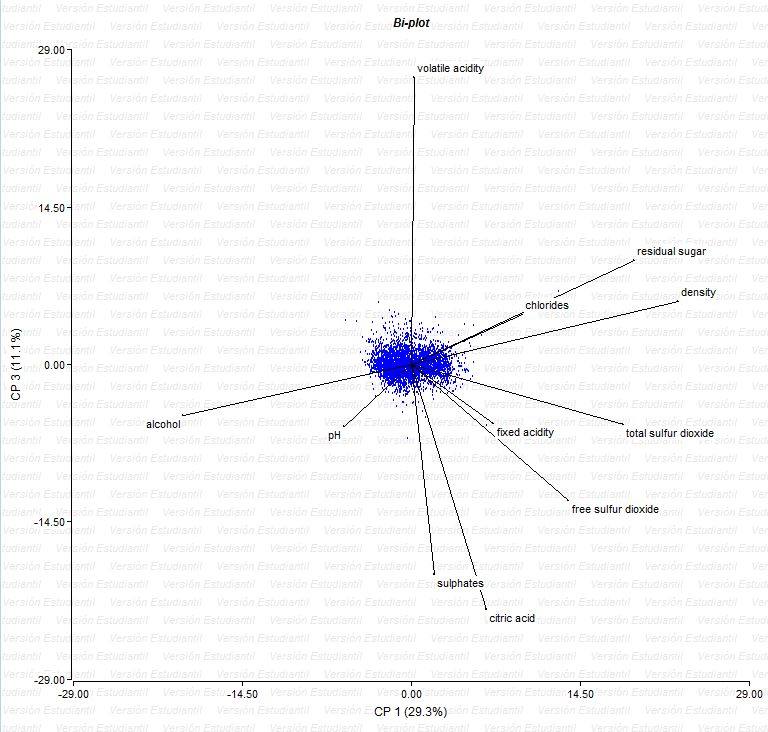 Bi-plot
29.00
volatile acidity
14.50
residual sugar
density
chlorides
0.00
CP 3 (11.1%)
alcohol
pH
fixed acidity
total sulfur dioxide
free sulfur dioxide
-14.50
sulphates
citric acid
-29.00
-29.00
-14.50
0.00
14.50
29.00
CP 1 (29.3%)
Versión Estudiantil